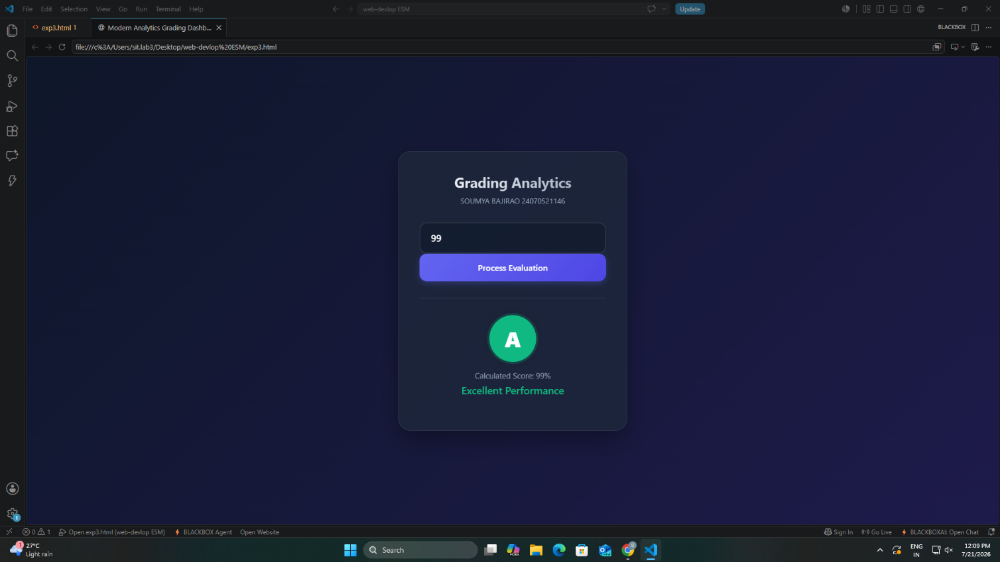 File Edit Selection View Go Run Terminal Help
web-devlop ESM
Update
exp3.html 1
Modern Analytics Grading Dashb...
BLACKBOX
file:///c%3A/Users/sit.lab3/Desktop/web-devlop%20ESM/exp3.html
Grading Analytics
SOUMYA BAJIRAO 24070521146
99
Process Evaluation
A
Calculated Score: 99%
Excellent Performance
1
0 1 Open exp3.html (web-devlop ESM) BLACKBOX Agent Open Website
Sign In Go Live BLACKBOXAI: Open Chat
1
27°C
Light rain
Search
M365
S
ENG
IN
12:09 PM
7/21/2026